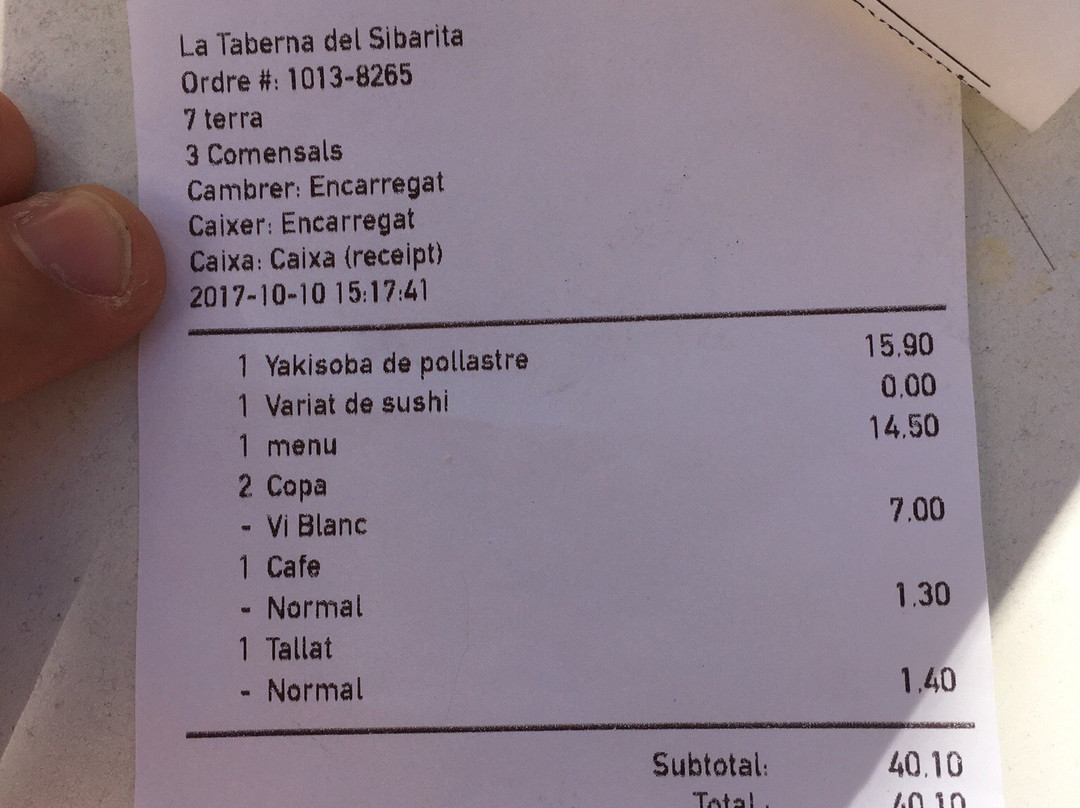 La Taberna del Sibarita
Ordre #: 1013-8265
7 terra
3 Comensals
Cambrer: Encarregat
Caixer: Encarregat
Caixa: Caixa (receipt)
2017-10-10 15:17:41
1 Yakisoba de pollastre 15.90
1 Variat de sushi 0.00
1 menu 14.50
2 Copa
- Vi Blanc 7.00
1 Cafe
- Normal 1.30
1 Tallat
- Normal 1.40
Subtotal: 40.10
Total: 40.10